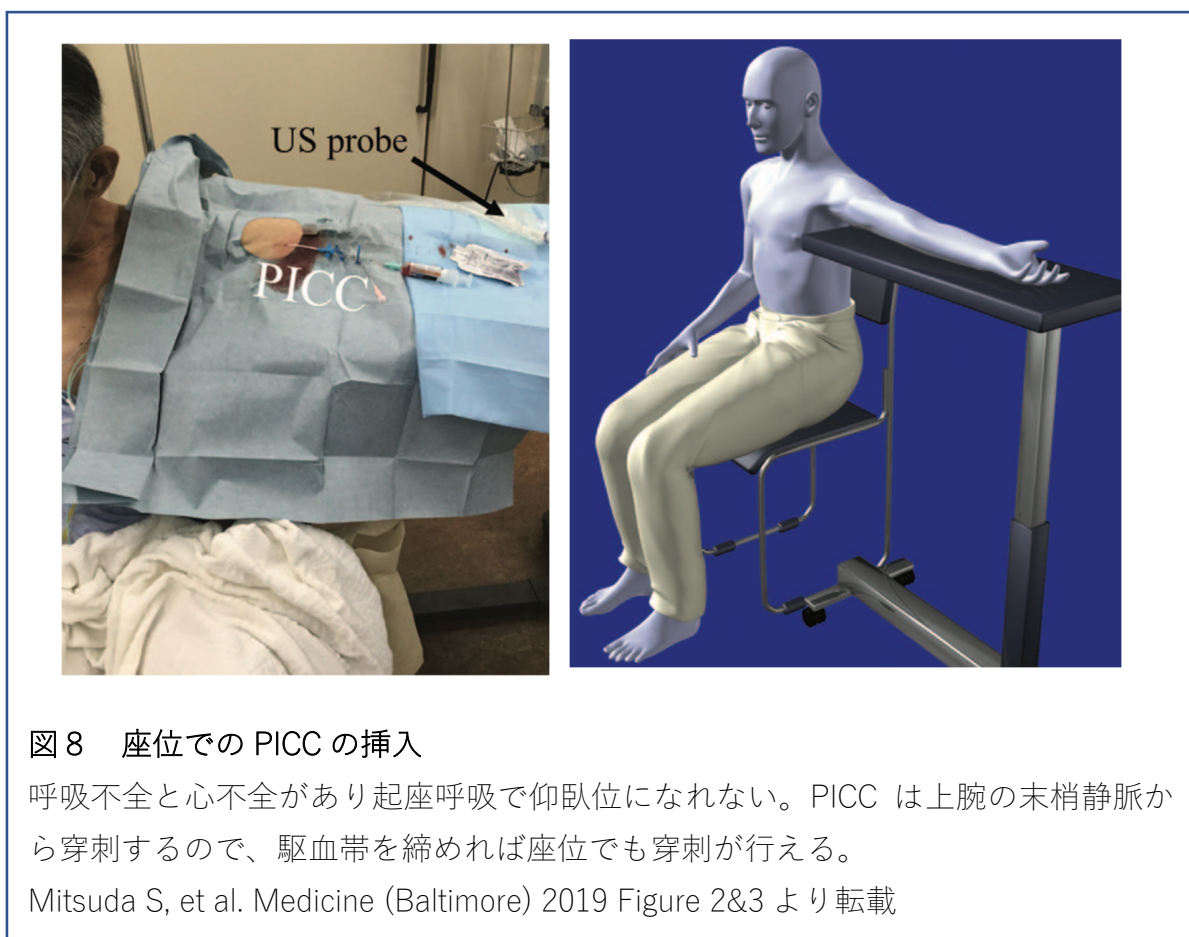 US probe
PICC
図8 座位での PICC の挿入
呼吸不全と心不全があり起座呼吸で仰臥位になれない。PICC は上腕の末梢静脈か
ら穿刺するので、駆血帯を締めれば座位でも穿刺が行える。
Mitsuda S, et al. Medicine (Baltimore) 2019 Figure 2&3 より転載